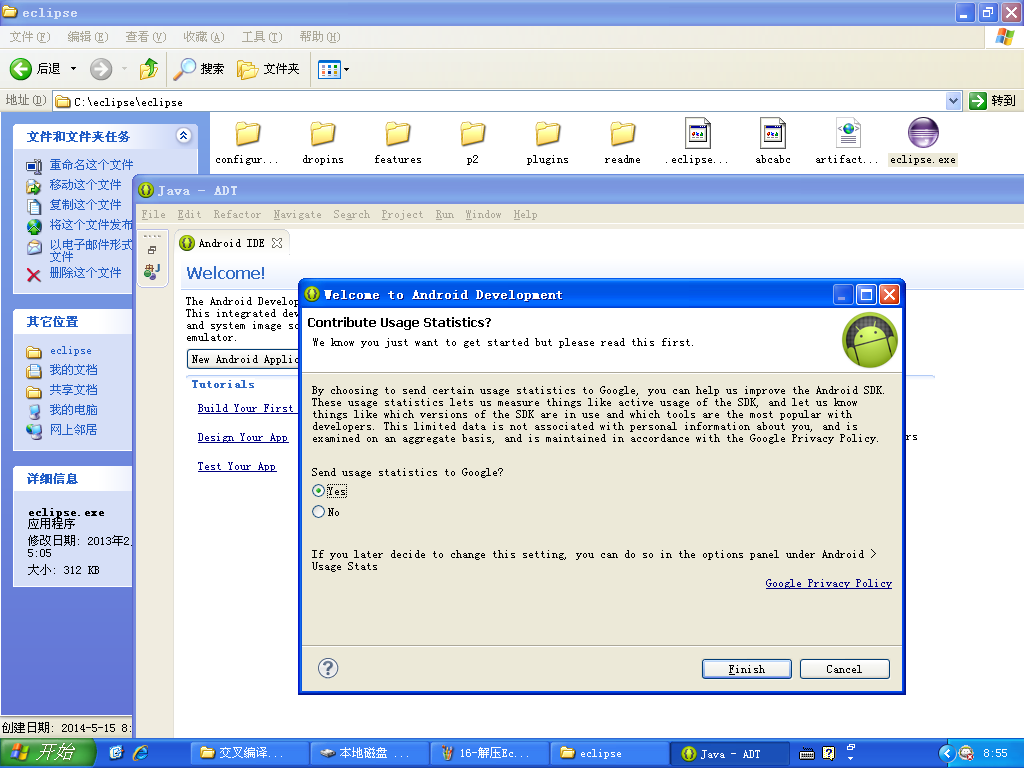 eclipse
文件(F) 编辑(E) 查看(V) 收藏(A) 工具(T) 帮助(H)
后退 搜索 文件夹
地址(D) C:\eclipse\eclipse 转到
文件和文件夹任务
重命名这个文件
移动这个文件
复制这个文件
将这个文件发布
以电子邮件形式
文件
删除这个文件
其它位置
eclipse
我的文档
共享文档
我的电脑
网上邻居
详细信息
eclipse.exe
应用程序
修改日期: 2013年2
5:05
大小: 312 KB
创建日期: 2014-5-15 8:
configur... dropins features p2 plugins readme .eclipse... abcabc artifact... eclipse.exe
Java - ADT
File Edit Refactor Navigate Search Project Run Window Help
Android IDE
Welcome!
The Android Develop
This integrated dev
and system image so
emulator.
New Android Applic
Tutorials
Build Your First
Design Your App
Test Your App
rs
Welcome to Android Development
Contribute Usage Statistics?
We know you just want to get started but please read this first.
By choosing to send certain usage statistics to Google, you can help us improve the Android SDK.
These usage statistics lets us measure things like active usage of the SDK, and let us know
things like which versions of the SDK are in use and which tools are the most popular with
developers. This limited data is not associated with personal information about you, and is
examined on an aggregate basis, and is maintained in accordance with the Google Privacy Policy.
Send usage statistics to Google?
Yes
No
If you later decide to change this setting, you can do so in the options panel under Android >
Usage Stats
Google Privacy Policy
? Finish Cancel
开始 交叉编译... 本地磁盘 ... 16-解压Ec... eclipse Java - ADT 8:55